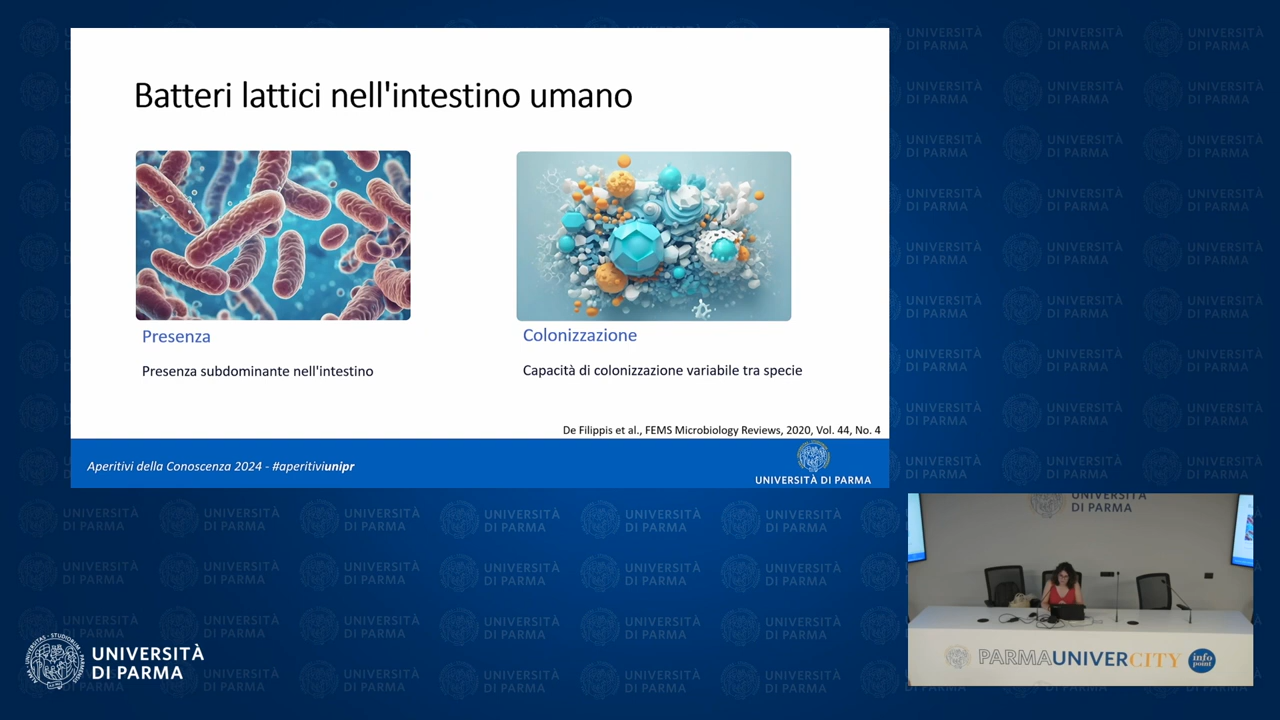 Batteri lattici nell'intestino umano
Presenza
Presenza subdominante nell'intestino
Colonizzazione
Capacità di colonizzazione variabile tra specie
De Filippis et al., FEMS Microbiology Reviews, 2020, Vol. 44, No. 4
Aperitivi della Conoscenza 2024 - #aperitiviunipr
UNIVERSITÀ DI PARMA
UNIVERSITÀ
DI PARMA
UNIVERSITÀ
DI PARMA
PARMAUNIVERCITY
info
point